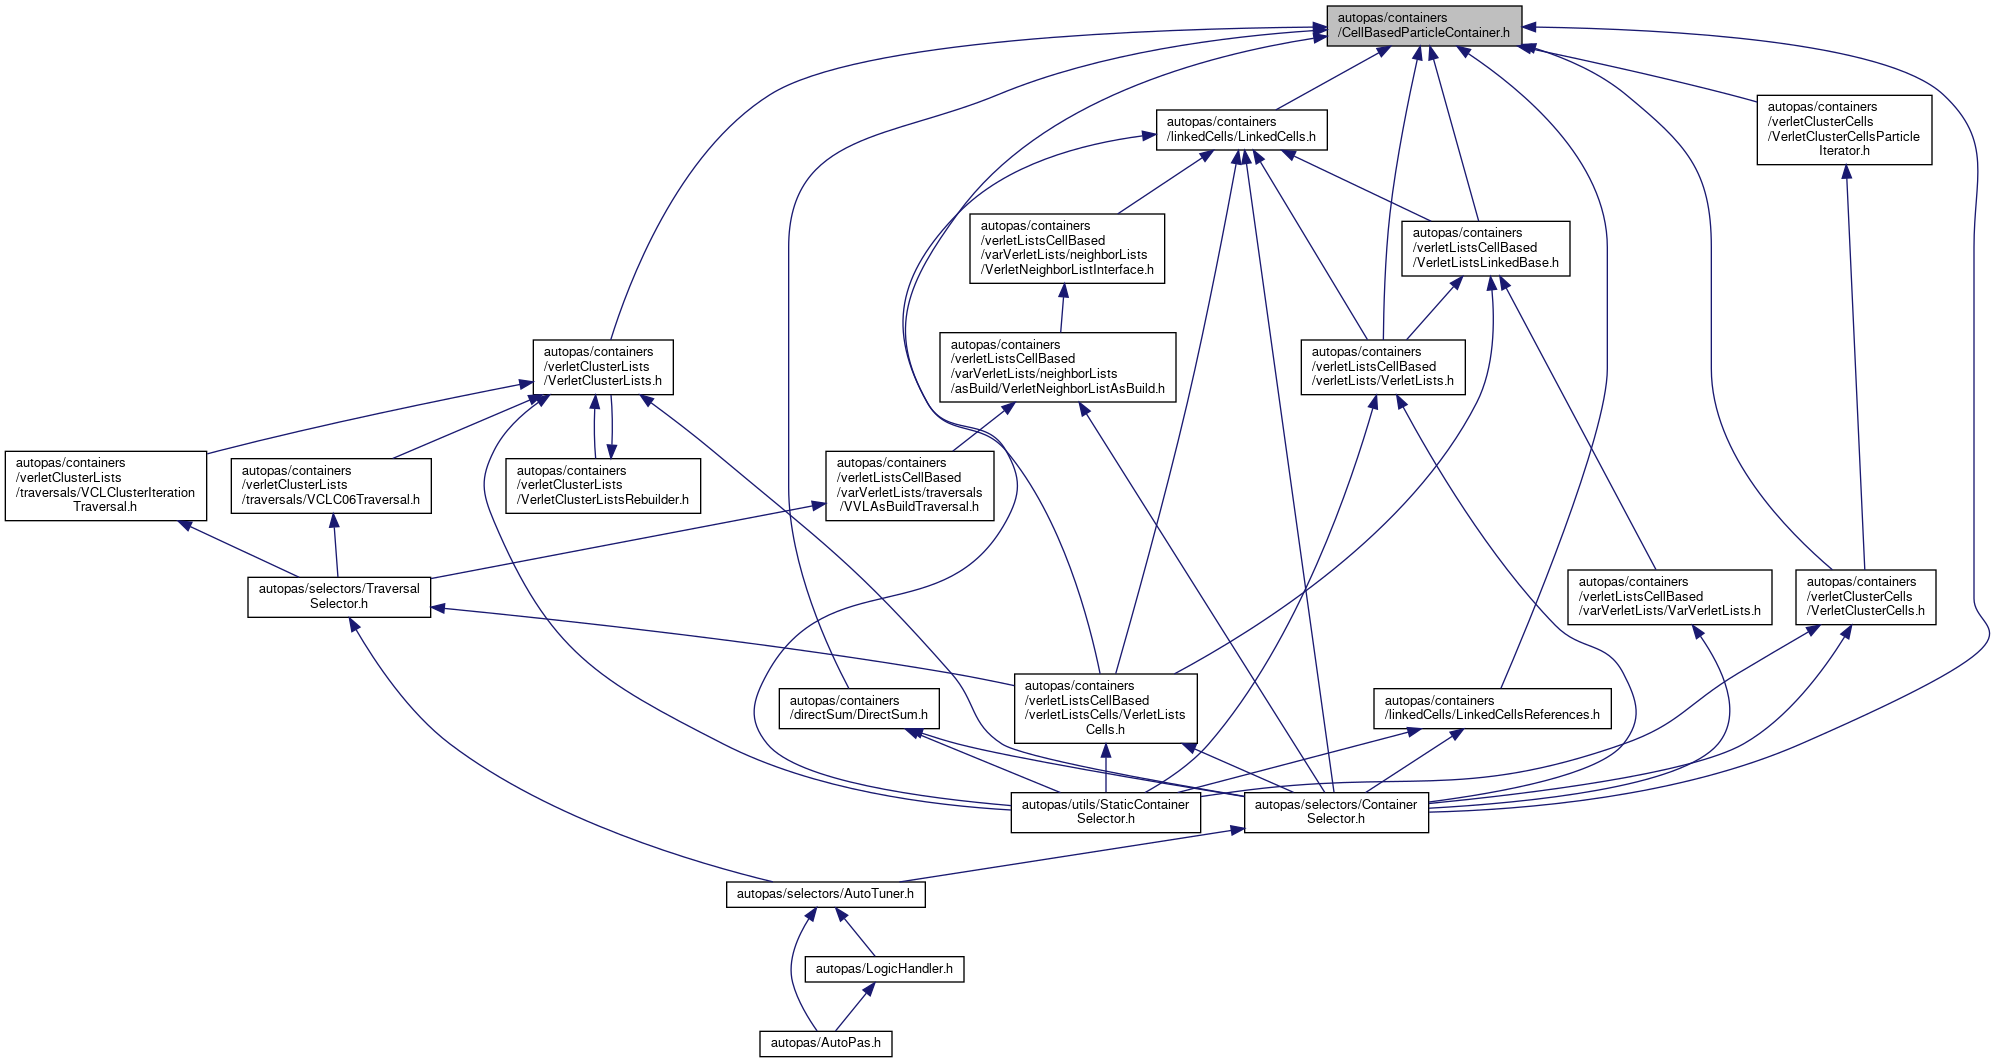 autopas/containers
/CellBasedParticleContainer.h
autopas/containers
/verletClusterCells
/VerletClusterCellsParticle
Iterator.h
autopas/containers
/linkedCells/LinkedCells.h
autopas/containers
/verletListsCellBased
/varVerletLists/neighborLists
/VerletNeighborListInterface.h
autopas/containers
/verletListsCellBased
/VerletListsLinkedBase.h
autopas/containers
/verletClusterLists
/VerletClusterLists.h
autopas/containers
/verletListsCellBased
/varVerletLists/neighborLists
/asBuild/VerletNeighborListAsBuild.h
autopas/containers
/verletListsCellBased
/verletLists/VerletLists.h
autopas/containers
/verletClusterLists
/traversals/VCLClusterIteration
Traversal.h
autopas/containers
/verletClusterLists
/traversals/VCLC06Traversal.h
autopas/containers
/verletClusterLists
/VerletClusterListsRebuilder.h
autopas/containers
/verletListsCellBased
/varVerletLists/traversals
/VVLAsBuildTraversal.h
autopas/selectors/Traversal
Selector.h
autopas/containers
/verletListsCellBased
/varVerletLists/VarVerletLists.h
autopas/containers
/verletClusterCells
/VerletClusterCells.h
autopas/containers
/directSum/DirectSum.h
autopas/containers
/verletListsCellBased
/verletListsCells/VerletLists
Cells.h
autopas/containers
/linkedCells/LinkedCellsReferences.h
autopas/utils/StaticContainer
Selector.h
autopas/selectors/Container
Selector.h
autopas/selectors/AutoTuner.h
autopas/LogicHandler.h
autopas/AutoPas.h